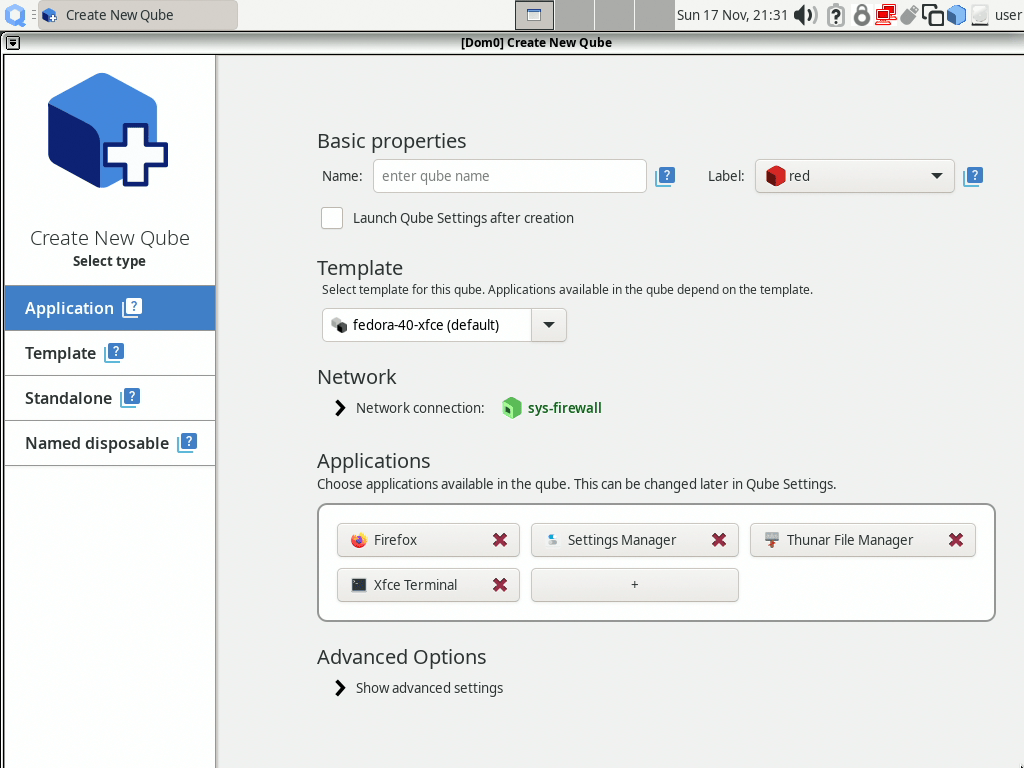 Create New Qube
Sun 17 Nov, 21:31
user
[Dom0] Create New Qube
Create New Qube
Select type
Application
Template
Standalone
Named disposable
Basic properties
Name: enter qube name
Label: red
Launch Qube Settings after creation
Template
Select template for this qube. Applications available in the qube depend on the template.
fedora-40-xfce (default)
Network
Network connection: sys-firewall
Applications
Choose applications available in the qube. This can be changed later in Qube Settings.
Firefox
Settings Manager
Thunar File Manager
Xfce Terminal
+
Advanced Options
Show advanced settings